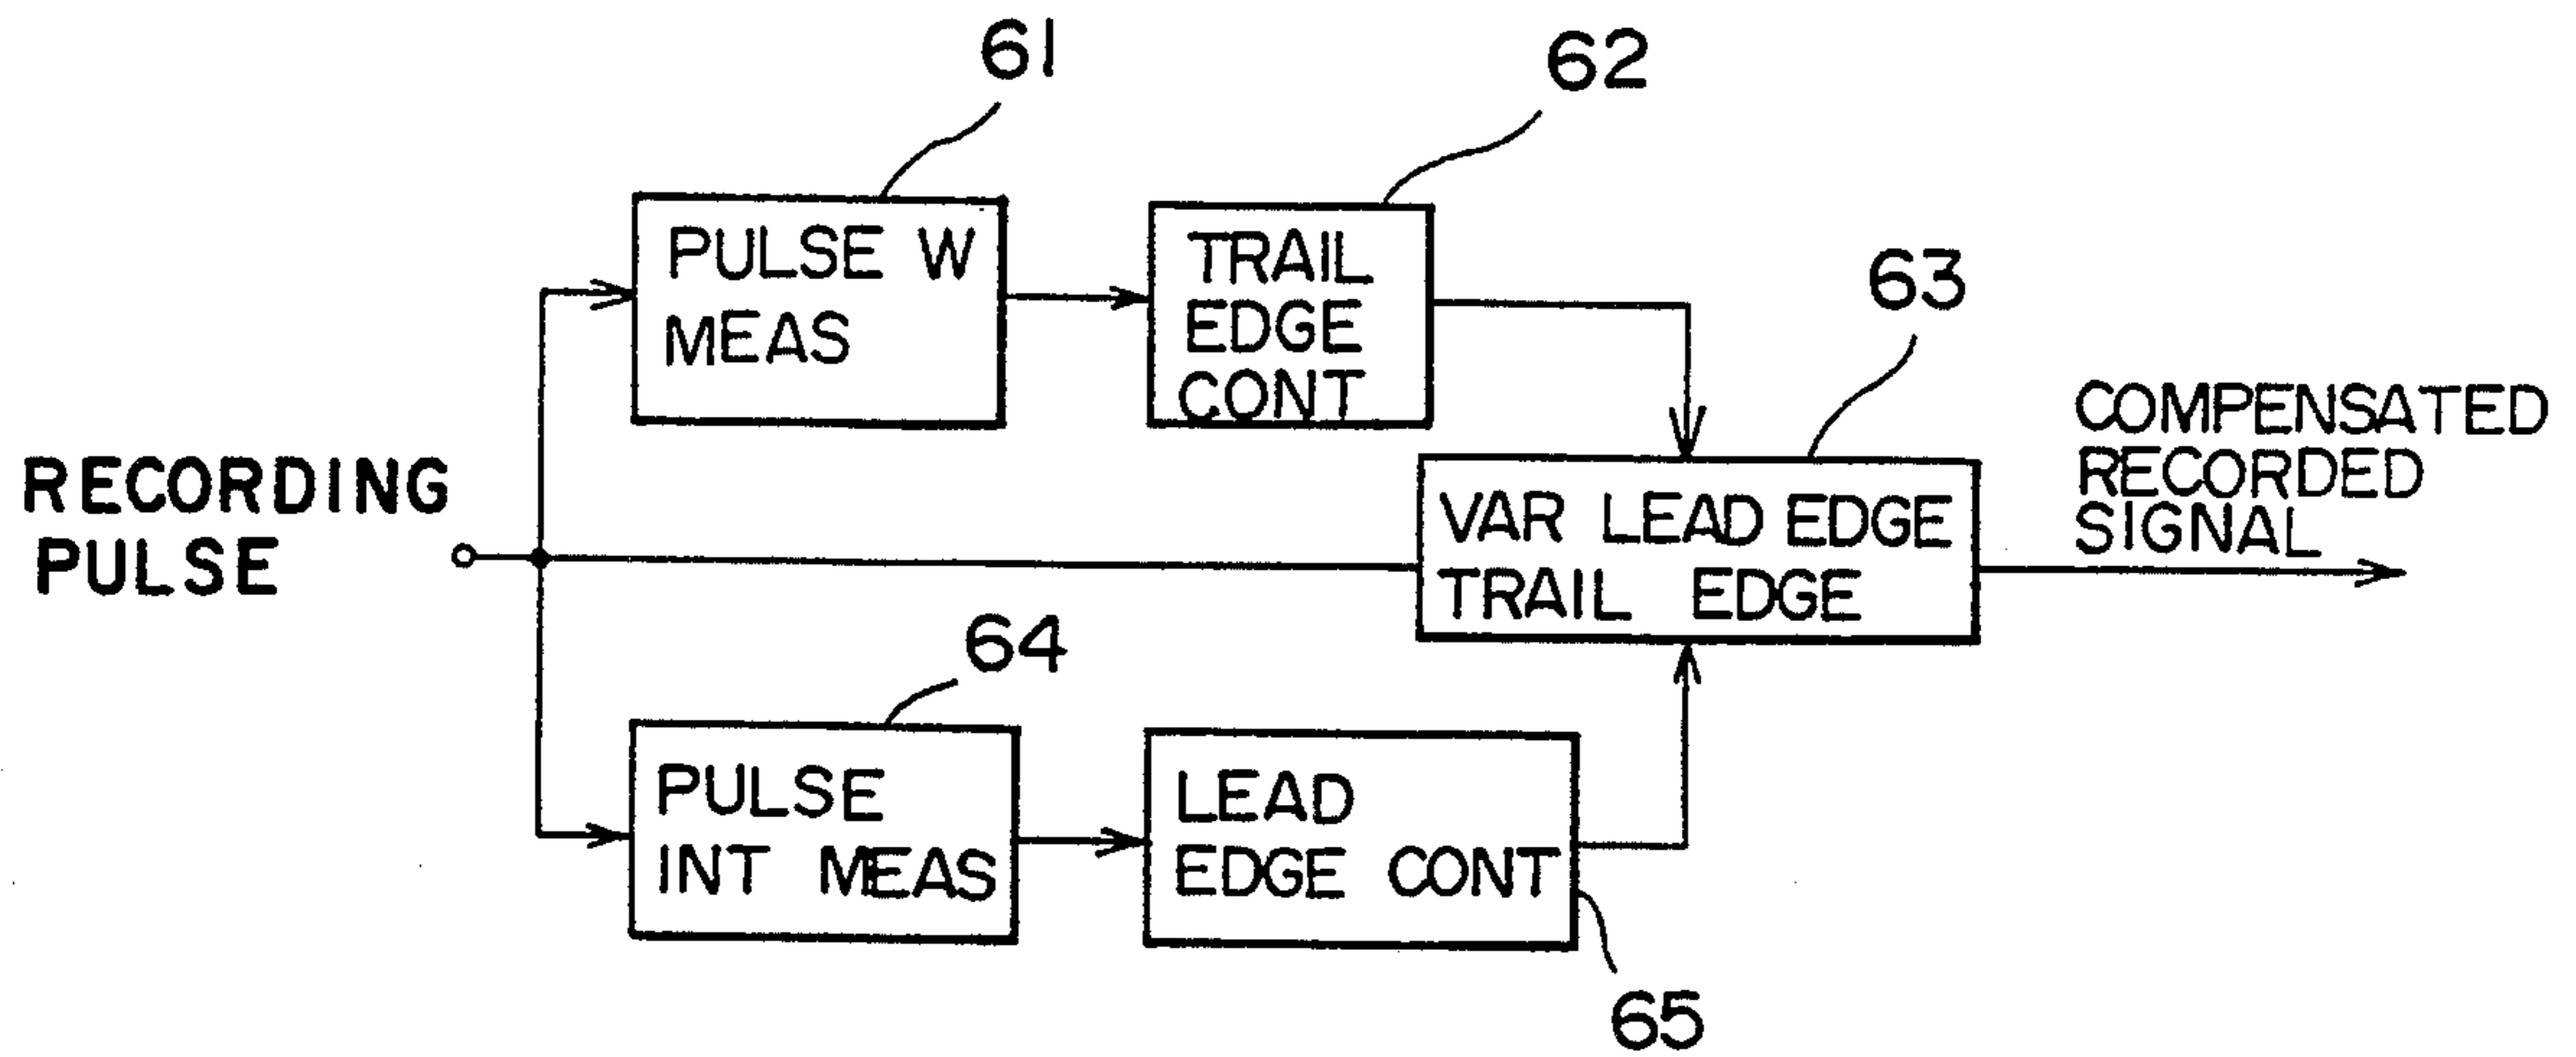 61
62
PULSE W
MEAS
TRAIL
EDGE
CONT
63
RECORDING
PULSE
VAR LEAD EDGE
TRAIL EDGE
COMPENSATED
RECORDED
SIGNAL
64
PULSE
INT MEAS
LEAD
EDGE CONT
65